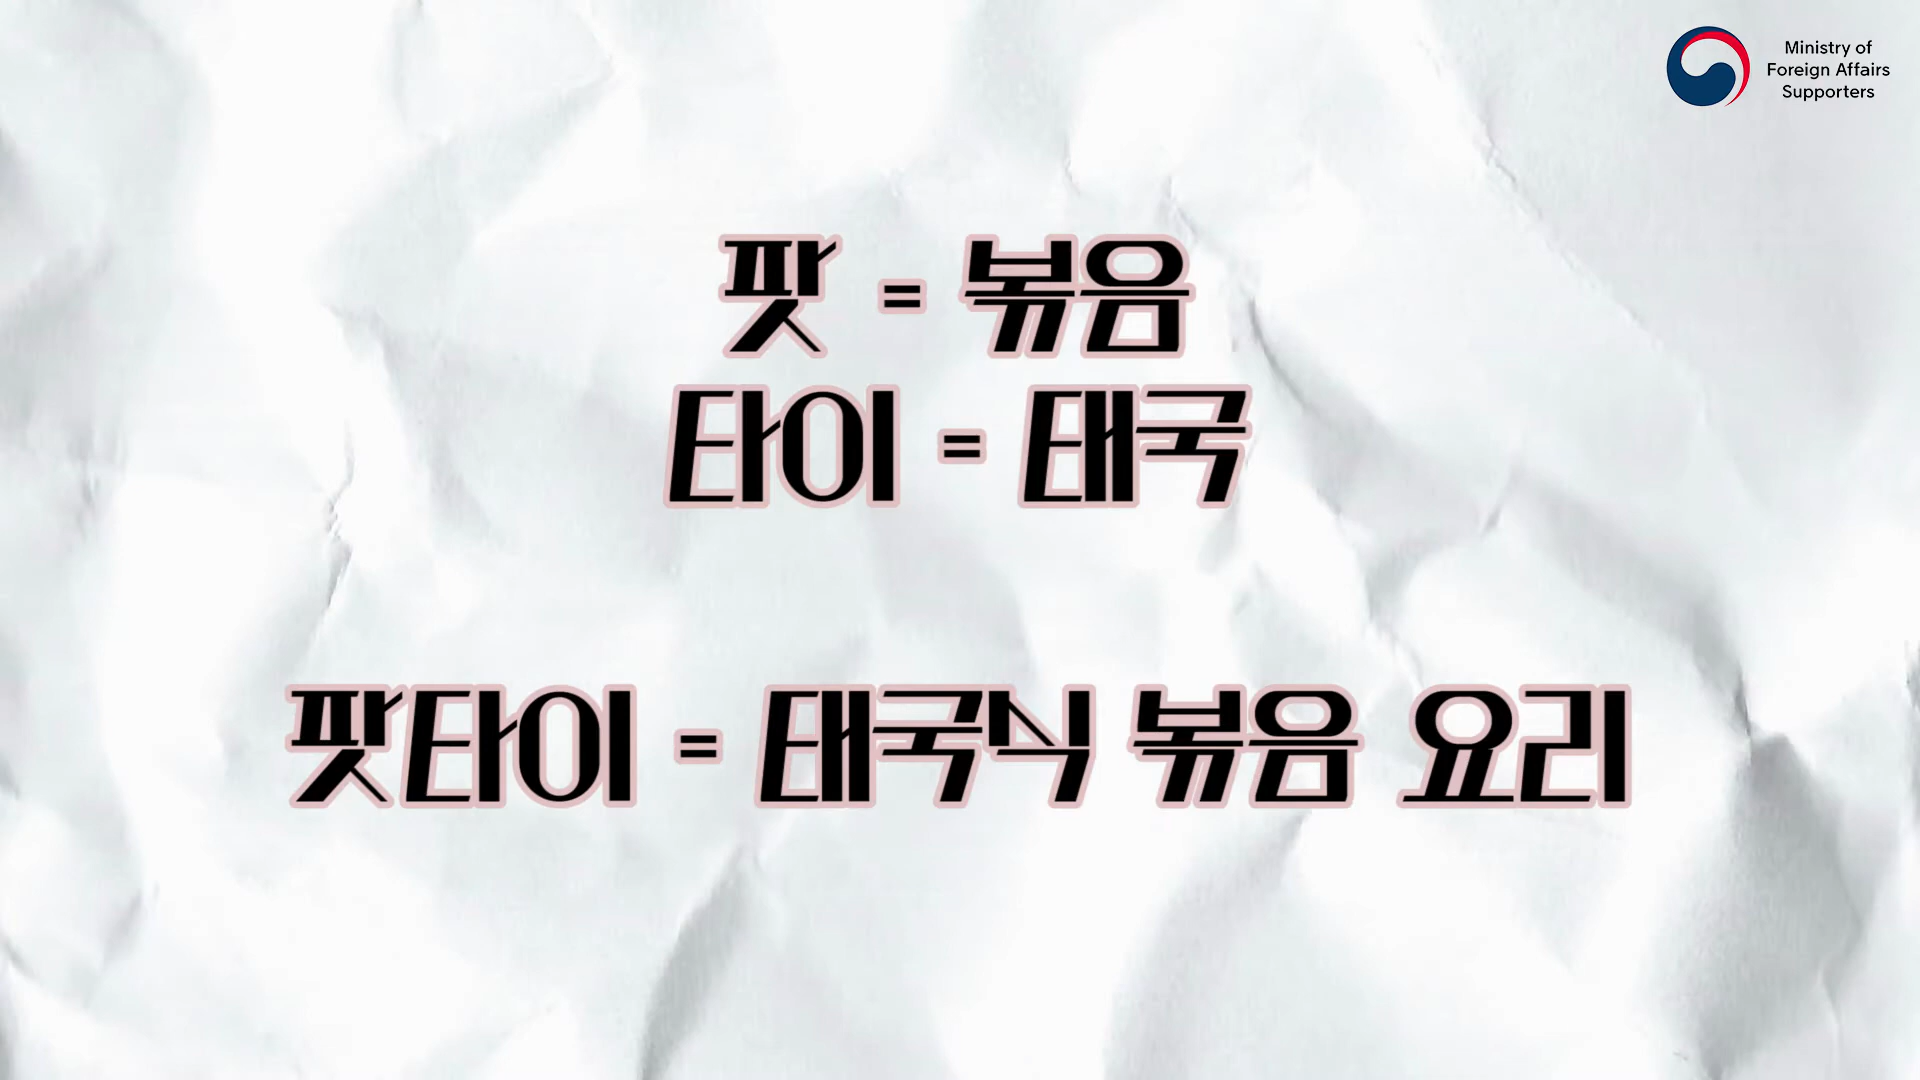 Ministry of
Foreign Affairs
Supporters
팟 = 볶음
타이 = 태국
팟타이 = 태국식 볶음 요리